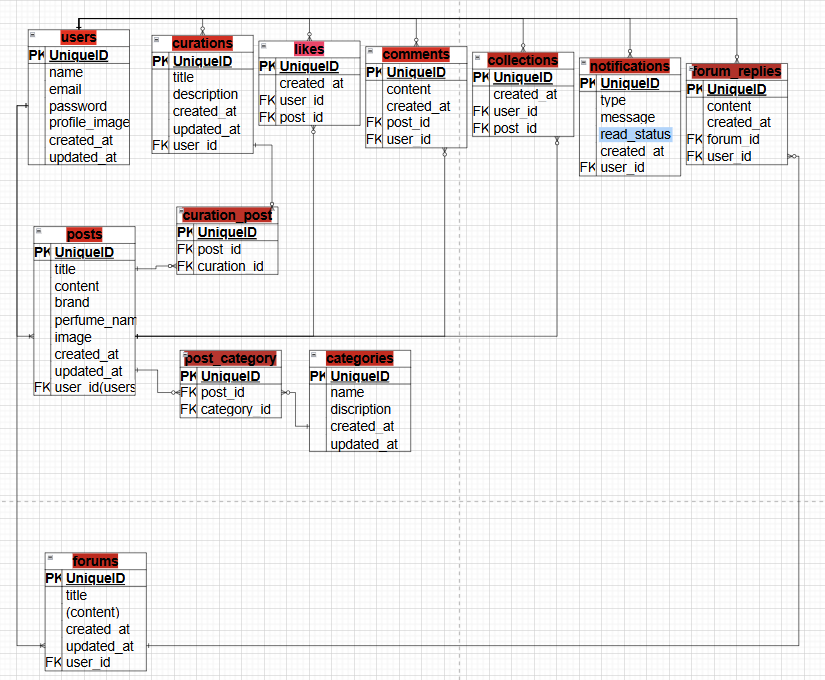 users
PK UniqueID
name
email
password
profile_image
created_at
updated_at
curations
PK UniqueID
title
description
created_at
updated_at
FK user_id
likes
PK UniqueID
created_at
FK user_id
FK post_id
comments
PK UniqueID
content
created_at
FK post_id
FK user_id
collections
PK UniqueID
created_at
FK user_id
FK post_id
notifications
PK UniqueID
type
message
read_status
created_at
FK user_id
forum_replies
PK UniqueID
content
created_at
FK forum_id
FK user_id
curation_post
PK UniqueID
FK post_id
FK curation_id
posts
PK UniqueID
title
content
brand
perfume_nam
image
created_at
updated_at
FK user_id(users
post_category
PK UniqueID
FK post_id
FK category_id
categories
PK UniqueID
name
discription
created_at
updated_at
forums
PK UniqueID
title
(content)
created_at
updated_at
FK user_id